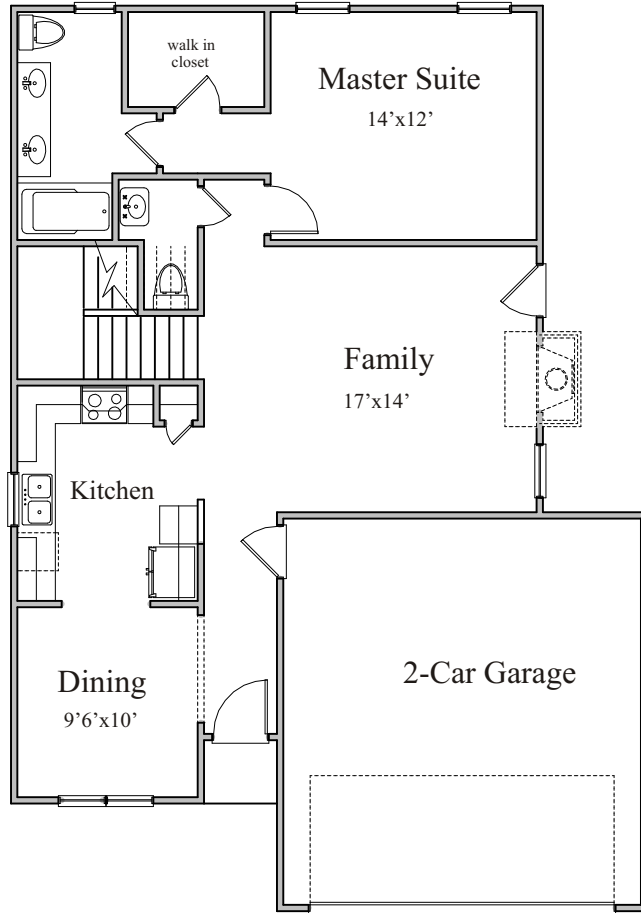 walk in
closet
Master Suite
14’x12’
Family
17’x14’
Kitchen
Dining
9’6’x10’
2-Car Garage